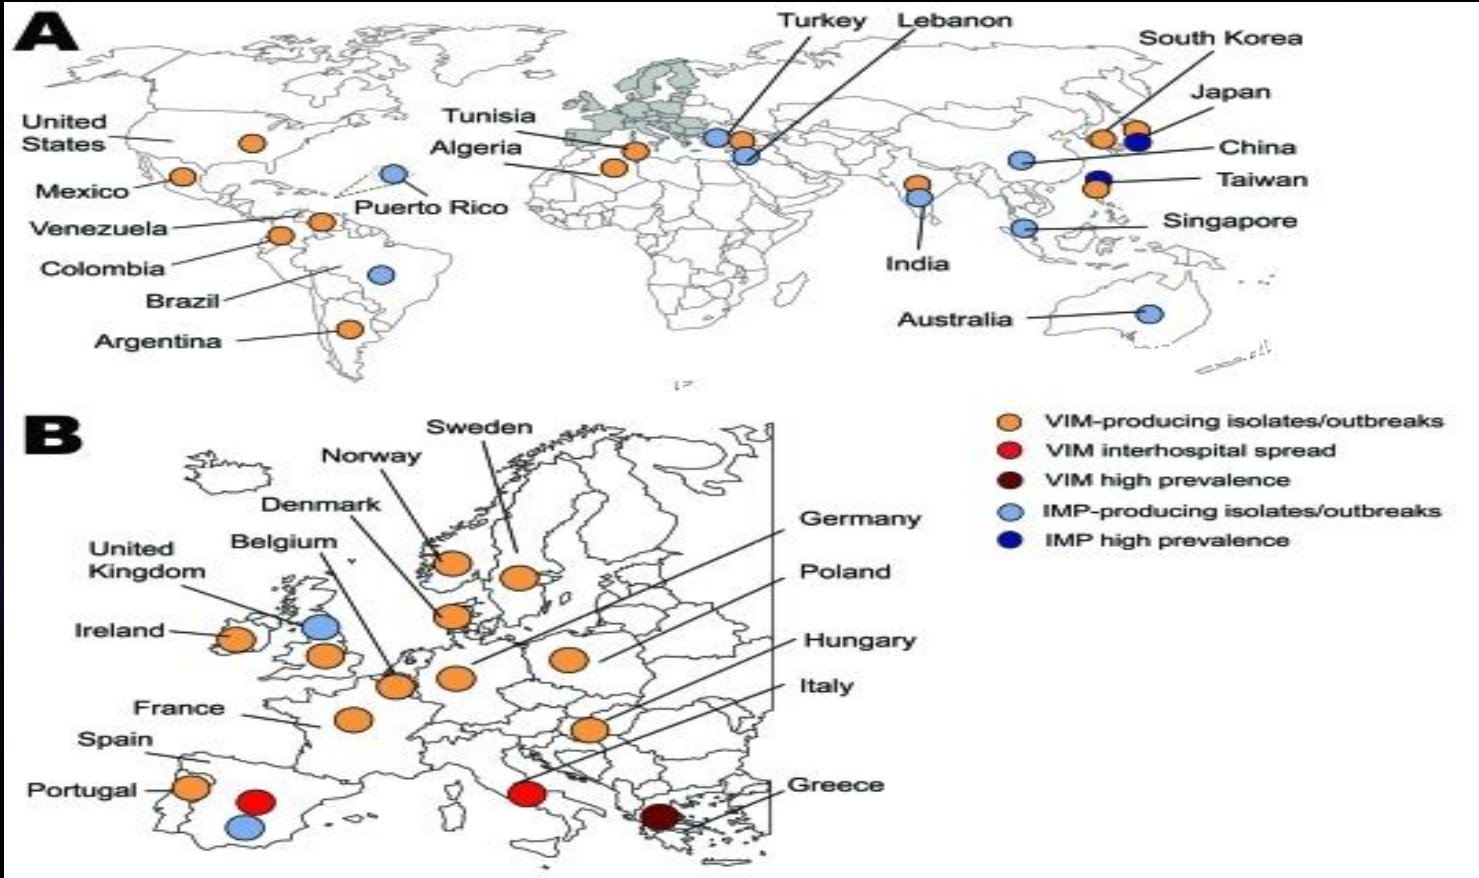 A
Turkey
Lebanon
South Korea
Japan
United
States
Tunisia
Algeria
China
Mexico
Taiwan
Puerto Rico
Venezuela
Singapore
Colombia
India
Brazil
Australia
Argentina
B
Sweden
Norway
Denmark
Belgium
United
Kingdom
Ireland
France
Spain
Portugal
Germany
Poland
Hungary
Italy
Greece
VIM-producing isolates/outbreaks
VIM interhospital spread
VIM high prevalence
IMP-producing isolates/outbreaks
IMP high prevalence